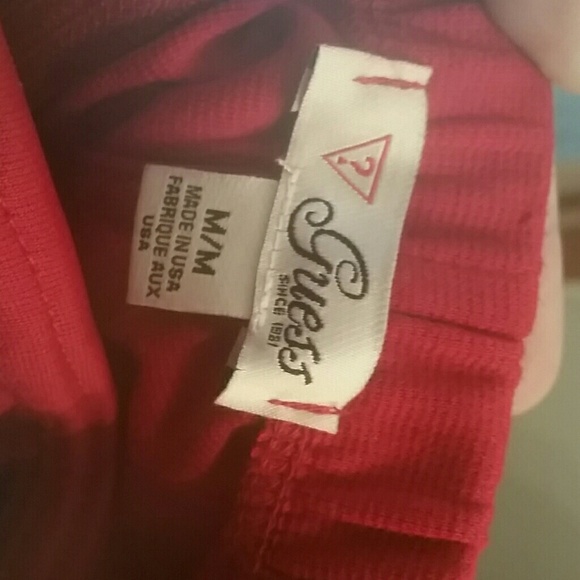 ?
Guess
SINCE 1981
M/M
MADE IN USA
FABRIQUE AUX
USA